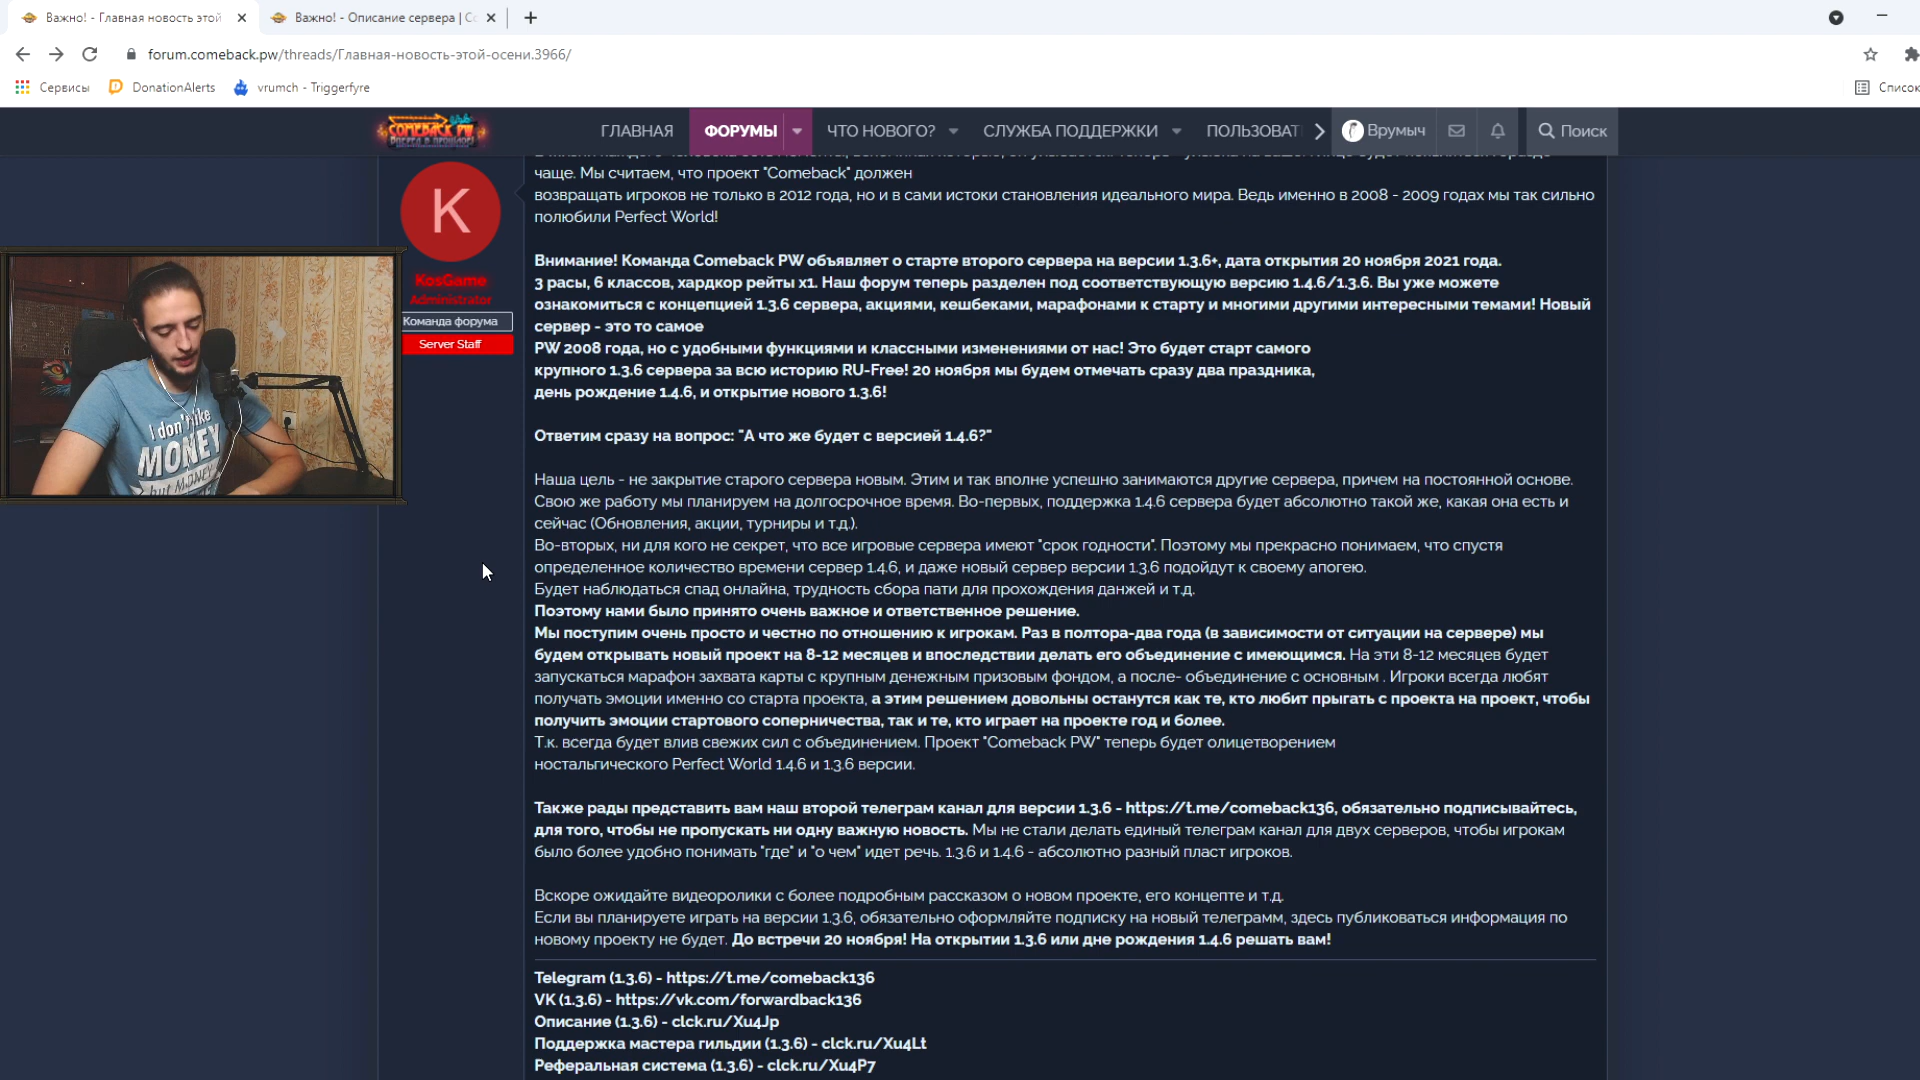 Важно! - Главная новость этой
Важно! - Описание сервера | Co
forum.comeback.pw/threads/Главная-новость-этой-осени.3966/
Сервисы
DonationAlerts
vrumch - Triggerfyre
Список
COMEBACK PW
ГЛАВНАЯ
ФОРУМЫ
ЧТО НОВОГО?
СЛУЖБА ПОДДЕРЖКИ
ПОЛЬЗОВАТ
Врумыч
Поиск
K
KosGame
Administrator
Команда форума
Server Staff
чаще. Мы считаем, что проект "Comeback" должен
возвращать игроков не только в 2012 года, но и в сами истоки становления идеального мира. Ведь именно в 2008 - 2009 годах мы так сильно
полюбили Perfect World!
Внимание! Команда Comeback PW объявляет о старте второго сервера на версии 1.3.6+, дата открытия 20 ноября 2021 года.
3 расы, 6 классов, хардкор рейты х1. Наш форум теперь разделен под соответствующую версию 1.4.6/1.3.6. Вы уже можете
ознакомиться с концепцией 1.3.6 сервера, акциями, кешбеками, марафонами к старту и многими другими интересными темами! Новый
сервер - это то самое
PW 2008 года, но с удобными функциями и классными изменениями от нас! Это будет старт самого
крупного 1.3.6 сервера за всю историю RU-Free! 20 ноября мы будем отмечать сразу два праздника,
день рождение 1.4.6, и открытие нового 1.3.6!
Ответим сразу на вопрос: "А что же будет с версией 1.4.6?"
Наша цель - не закрытие старого сервера новым. Этим и так вполне успешно занимаются другие сервера, причем на постоянной основе.
Свою же работу мы планируем на долгосрочное время. Во-первых, поддержка 1.4.6 сервера будет абсолютно такой же, какая она есть и
сейчас (Обновления, акции, турниры и т.д.).
Во-вторых, ни для кого не секрет, что все игровые сервера имеют "срок годности". Поэтому мы прекрасно понимаем, что спустя
определенное количество времени сервер 1.4.6, и даже новый сервер версии 1.3.6 подойдут к своему апогею.
Будет наблюдаться спад онлайна, трудность сбора пати для прохождения данжей и т.д.
Поэтому нами было принято очень важное и ответственное решение.
Мы поступим очень просто и честно по отношению к игрокам. Раз в полтора-два года (в зависимости от ситуации на сервере) мы
будем открывать новый проект на 8-12 месяцев и впоследствии делать его объединение с имеющимся. На эти 8-12 месяцев будет
запускаться марафон захвата карты с крупным денежным призовым фондом, а после- объединение с основным . Игроки всегда любят
получать эмоции именно со старта проекта, а этим решением довольны останутся как те, кто любит прыгать с проекта на проект, чтобы
получить эмоции стартового соперничества, так и те, кто играет на проекте год и более.
Т.к. всегда будет влив свежих сил с объединением. Проект "Comeback PW" теперь будет олицетворением
ностальгического Perfect World 1.4.6 и 1.3.6 версии.
Также рады представить вам наш второй телеграм канал для версии 1.3.6 - https://t.me/comeback136, обязательно подписывайтесь,
для того, чтобы не пропускать ни одну важную новость. Мы не стали делать единый телеграм канал для двух серверов, чтобы игрокам
было более удобно понимать "где" и "о чем" идет речь. 1.3.6 и 1.4.6 - абсолютно разный пласт игроков.
Вскоре ожидайте видеоролики с более подробным рассказом о новом проекте, его концепте и т.д.
Если вы планируете играть на версии 1.3.6, обязательно оформляйте подписку на новый телеграмм, здесь публиковаться информация по
новому проекту не будет. До встречи 20 ноября! На открытии 1.3.6 или дне рождения 1.4.6 решать вам!
Telegram (1.3.6) - https://t.me/comeback136
VK (1.3.6) - https://vk.com/forwardback136
Описание (1.3.6) - clck.ru/Xu4Jp
Поддержка мастера гильдии (1.3.6) - clck.ru/Xu4Lt
Реферальная система (1.3.6) - clck.ru/Xu4P7
I don't like
MONEY
but MONEY